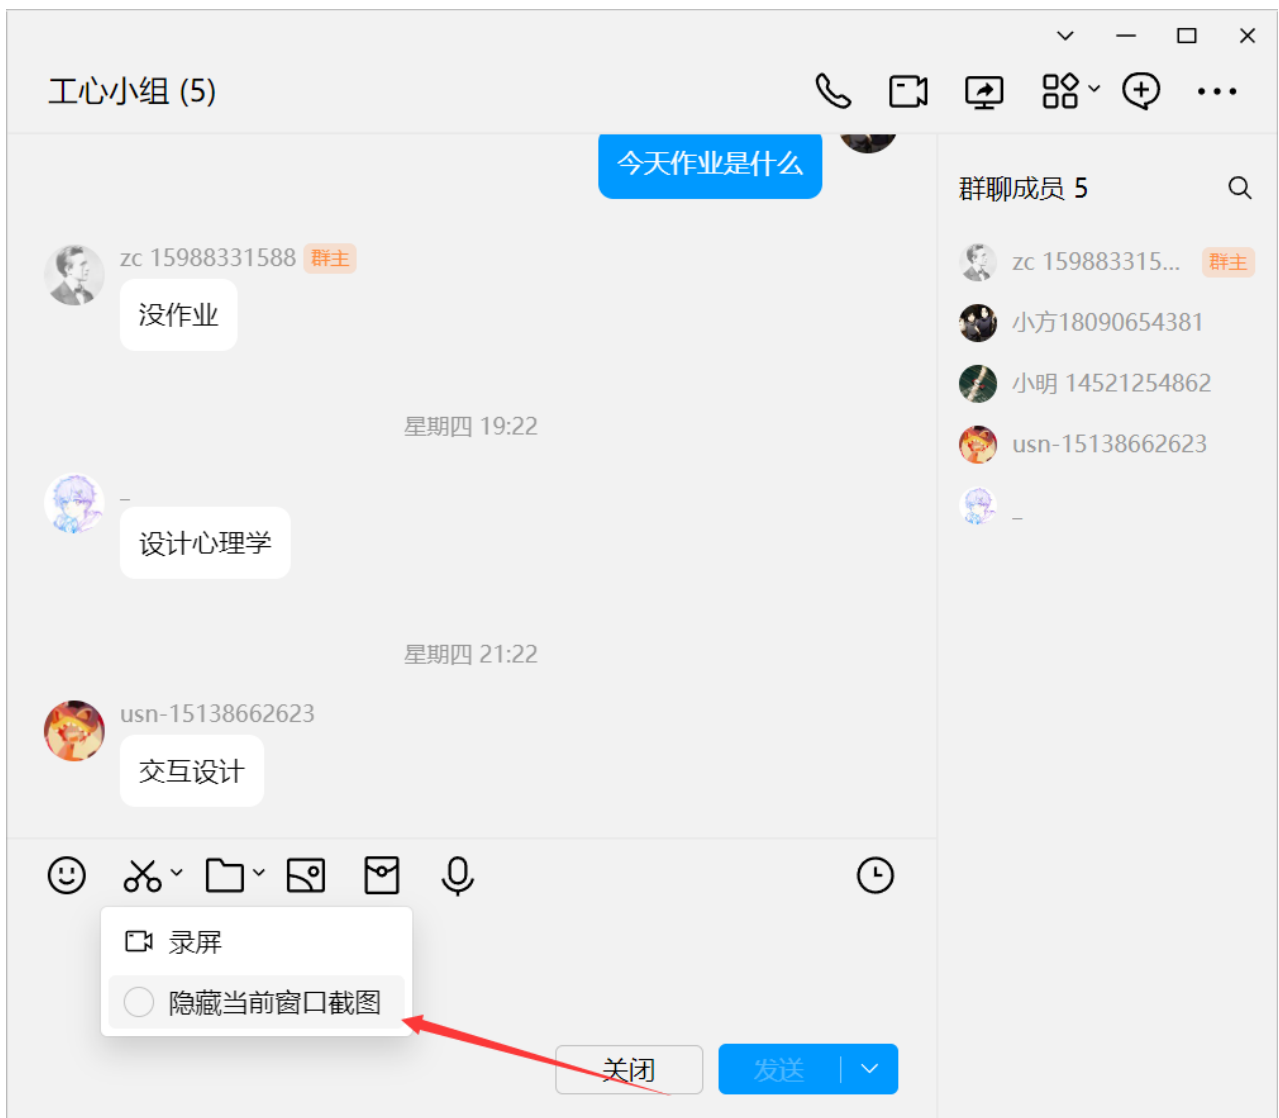 工心小组 (5)
今天作业是什么
zc 15988331588 群主
没作业
星期四 19:22
_
设计心理学
星期四 21:22
usn-15138662623
交互设计
录屏
隐藏当前窗口截图
关闭
发送
群聊成员 5
zc 159883315... 群主
小方18090654381
小明 14521254862
usn-15138662623
_